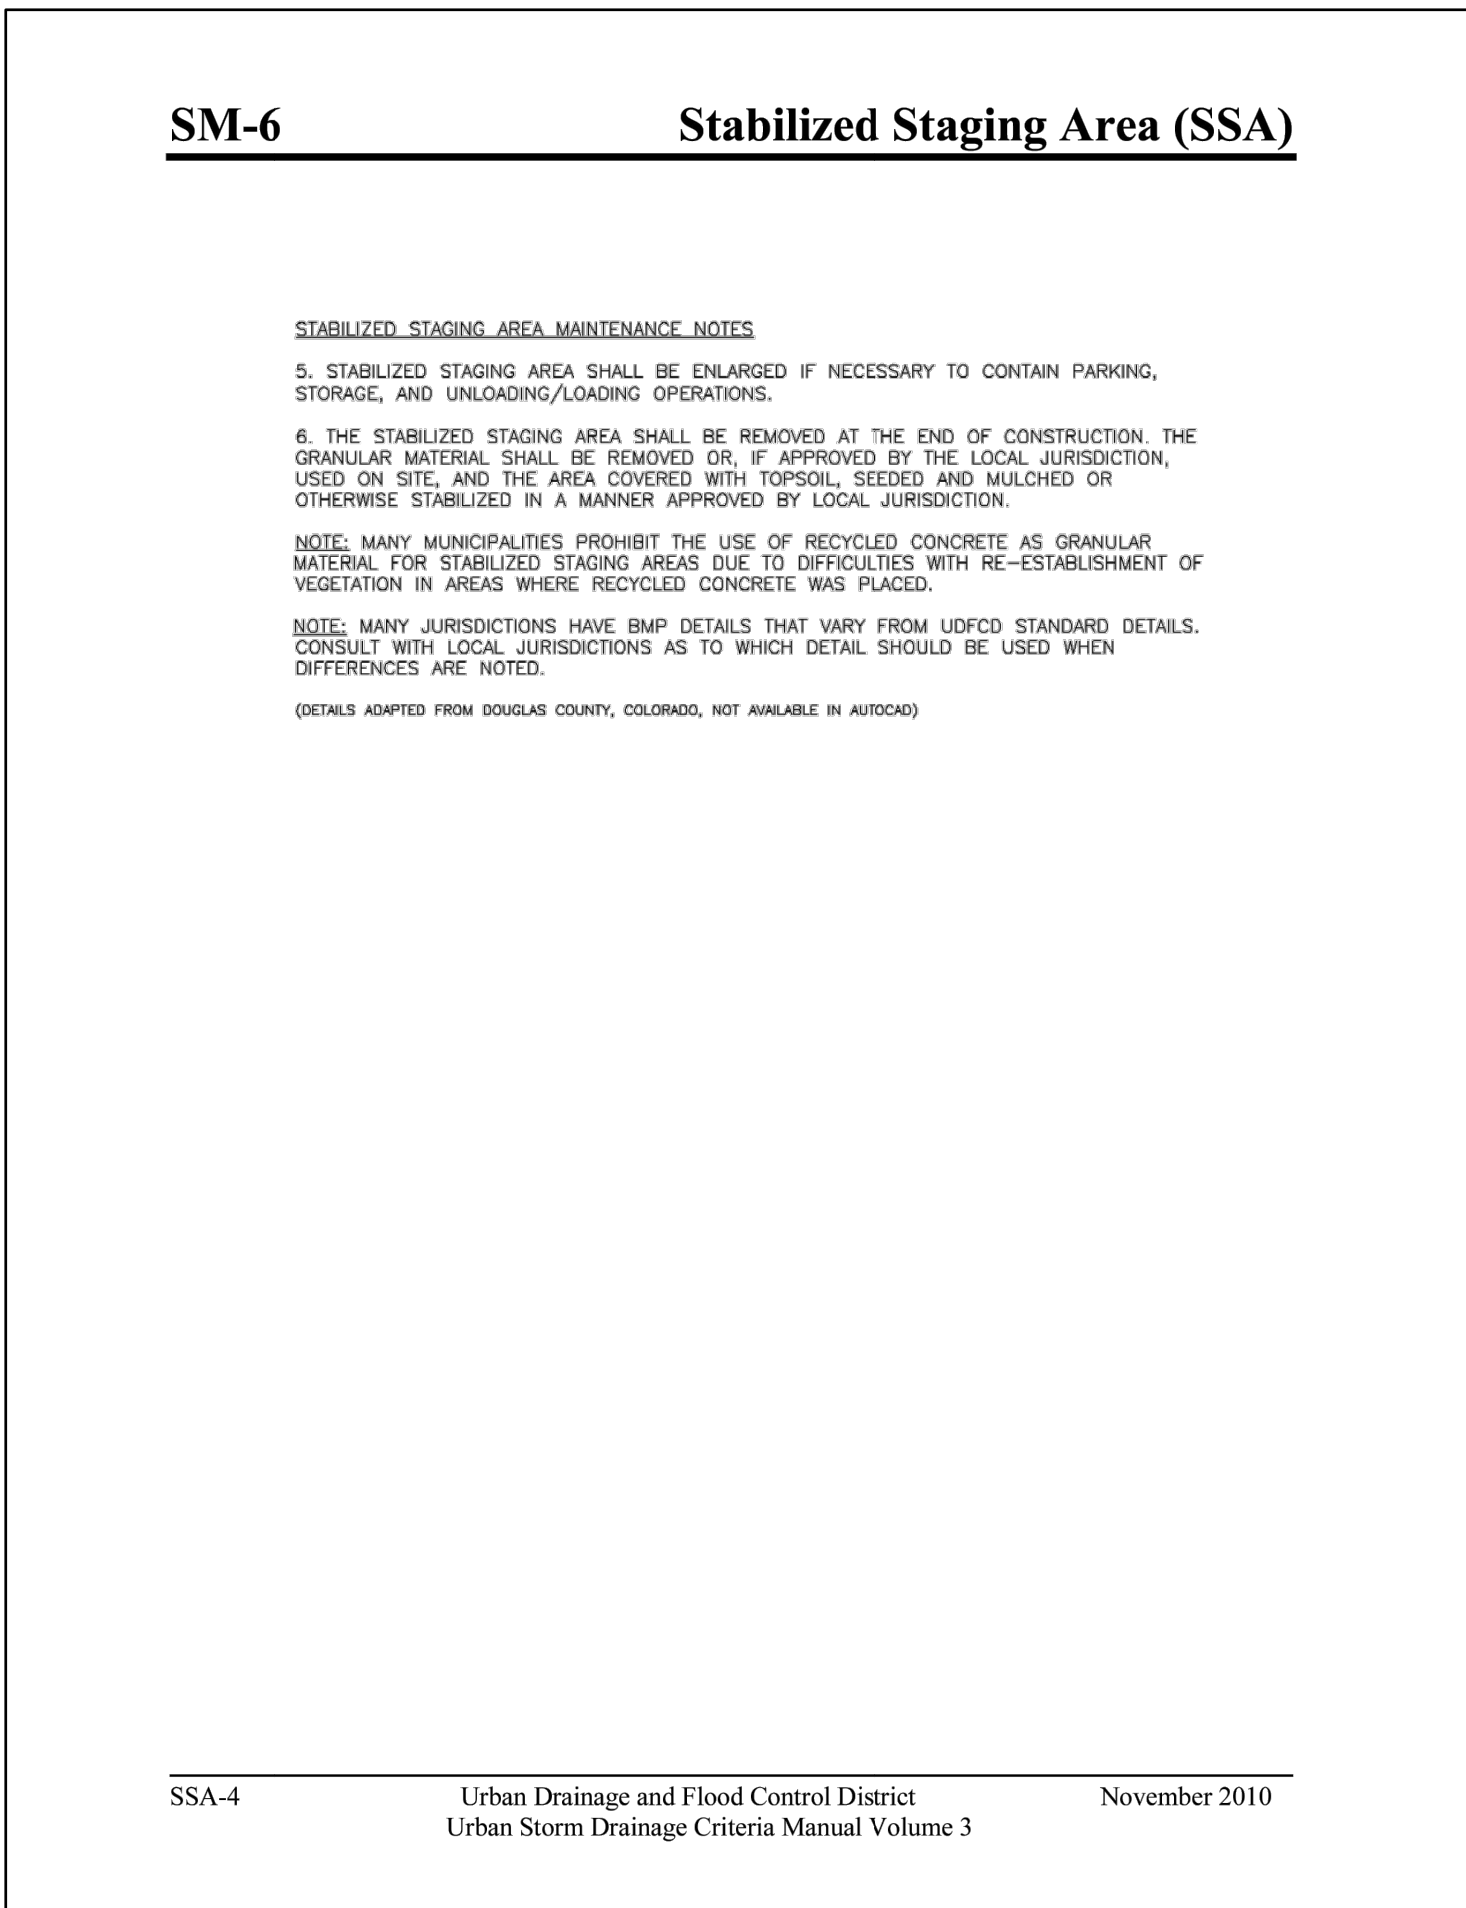 SM-6 Stabilized Staging Area (SSA)
STABILIZED STAGING AREA MAINTENANCE NOTES
5. STABILIZED STAGING AREA SHALL BE ENLARGED IF NECESSARY TO CONTAIN PARKING,
STORAGE, AND UNLOADING/LOADING OPERATIONS.
6. THE STABILIZED STAGING AREA SHALL BE REMOVED AT THE END OF CONSTRUCTION. THE
GRANULAR MATERIAL SHALL BE REMOVED OR, IF APPROVED BY THE LOCAL JURISDICTION,
USED ON SITE, AND THE AREA COVERED WITH TOPSOIL, SEEDED AND MULCHED OR
OTHERWISE STABILIZED IN A MANNER APPROVED BY LOCAL JURISDICTION.
NOTE: MANY MUNICIPALITIES PROHIBIT THE USE OF RECYCLED CONCRETE AS GRANULAR
MATERIAL FOR STABILIZED STAGING AREAS DUE TO DIFFICULTIES WITH RE-ESTABLISHMENT OF
VEGETATION IN AREAS WHERE RECYCLED CONCRETE WAS PLACED.
NOTE: MANY JURISDICTIONS HAVE BMP DETAILS THAT VARY FROM UDFCD STANDARD DETAILS.
CONSULT WITH LOCAL JURISDICTIONS AS TO WHICH DETAIL SHOULD BE USED WHEN
DIFFERENCES ARE NOTED.
(DETAILS ADAPTED FROM DOUGLAS COUNTY, COLORADO, NOT AVAILABLE IN AUTOCAD)
SSA-4 Urban Drainage and Flood Control District November 2010
Urban Storm Drainage Criteria Manual Volume 3